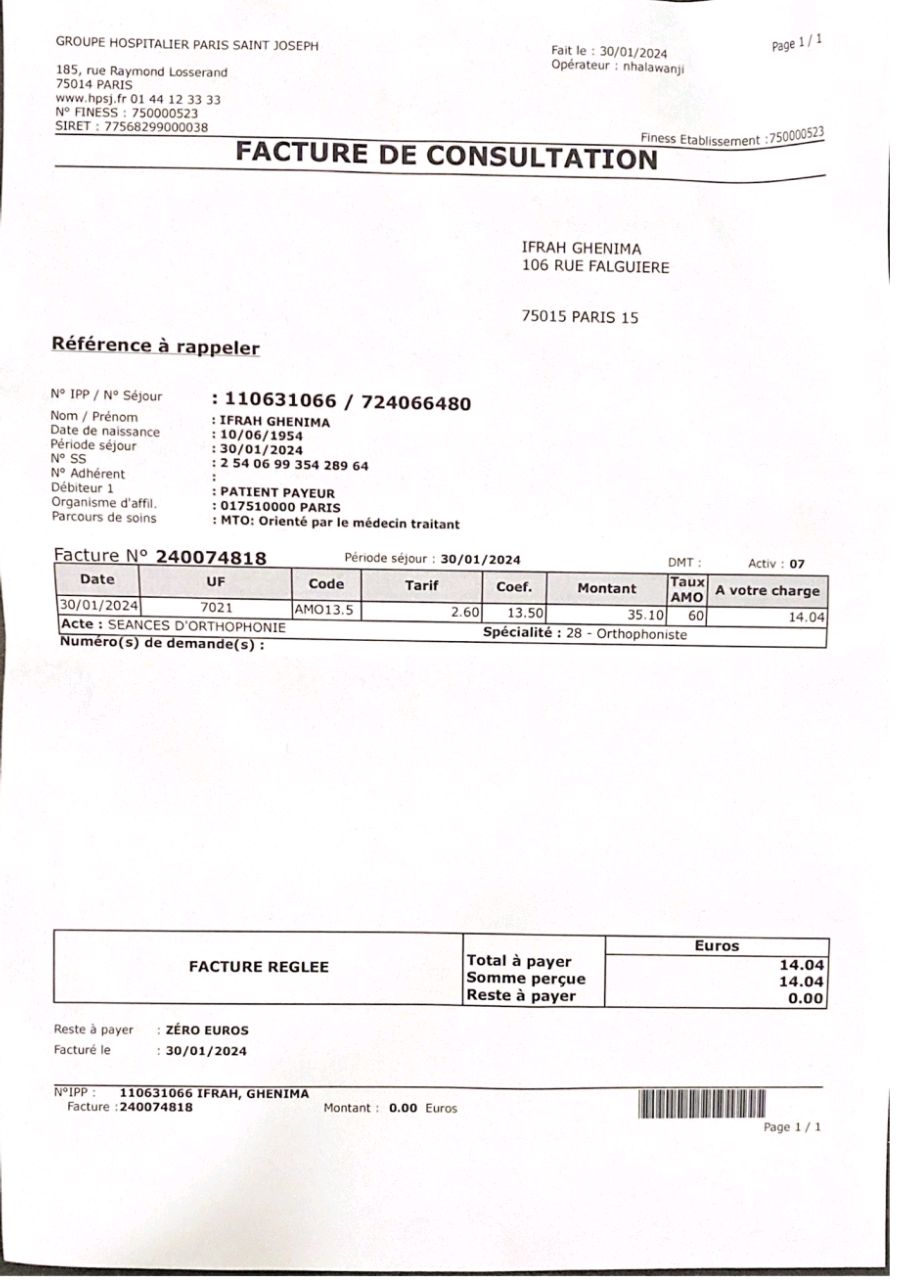 GROUPE HOSPITALIER PARIS SAINT JOSEPH
Fait le : 30/01/2024
Page 1 / 1
Opérateur : nhalawanji
185, rue Raymond Losserand
75014 PARIS
www.hpsj.fr 01 44 12 33 33
N° FINESS : 750000523
SIRET : 77568299000038
Finess Etablissement :750000523
FACTURE DE CONSULTATION
IFRAH GHENIMA
106 RUE FALGUIERE
75015 PARIS 15
Référence à rappeler
N° IPP / N° Séjour : 110631066 / 724066480
Nom / Prénom : IFRAH GHENIMA
Date de naissance : 10/06/1954
Période séjour : 30/01/2024
N° SS : 2 54 06 99 354 289 64
N° Adhérent :
Débiteur 1 : PATIENT PAYEUR
Organisme d'affil. : 017510000 PARIS
Parcours de soins : MTO: Orienté par le médecin traitant
Facture N° 240074818 Période séjour : 30/01/2024 DMT : Activ : 07
Date UF Code Tarif Coef. Montant Taux AMO A votre charge
30/01/2024 7021 AMO13.5 2.60 13.50 35.10 60 14.04
Acte : SEANCES D'ORTHOPHONIE Spécialité : 28 - Orthophoniste
Numéro(s) de demande(s) :
Euros
FACTURE REGLEE
Total à payer 14.04
Somme perçue 14.04
Reste à payer 0.00
Reste à payer : ZÉRO EUROS
Facturé le : 30/01/2024
N°IPP : 110631066 IFRAH, GHENIMA
Facture :240074818 Montant : 0.00 Euros
Page 1 / 1